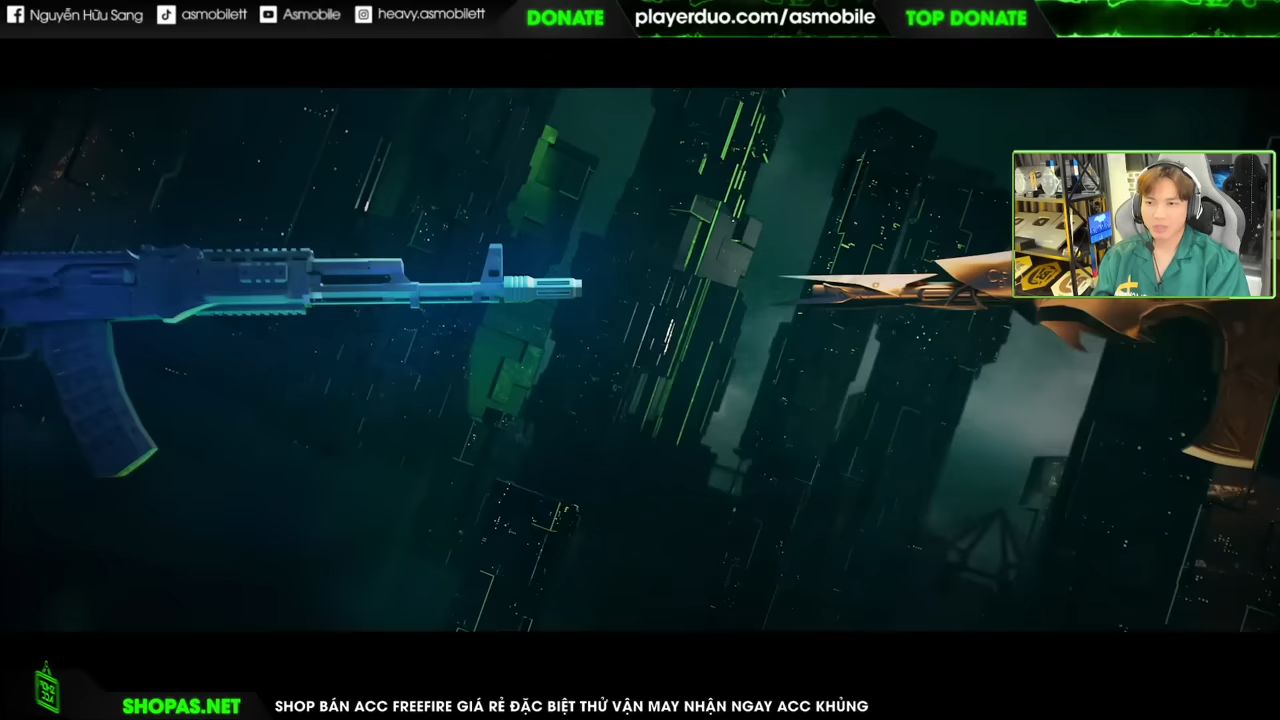 Nguyễn Hữu Sang asmobilett Asmobile heavy.asmobilett DONATE playerduo.com/asmobile TOP DONATE
SHOPAS.NET SHOP BÁN ACC FREEFIRE GIÁ RẺ ĐẶC BIỆT THỬ VẬN MAY NHẬN NGAY ACC KHỦNG